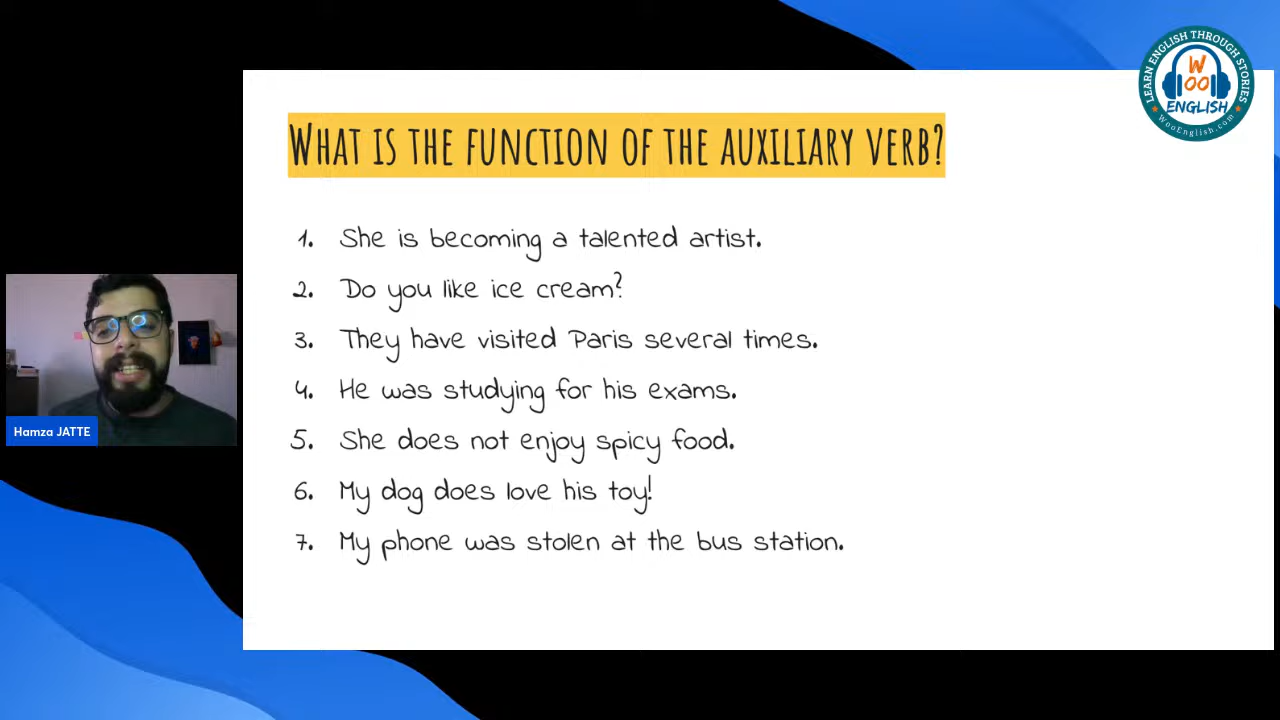 LEARN ENGLISH THROUGH STORIES
WOO
ENGLISH
WooEnglish.com
WHAT IS THE FUNCTION OF THE AUXILIARY VERB?
1. She is becoming a talented artist.
2. Do you like ice cream?
3. They have visited Paris several times.
4. He was studying for his exams.
5. She does not enjoy spicy food.
6. My dog does love his toy!
7. My phone was stolen at the bus station.
Hamza JATTE